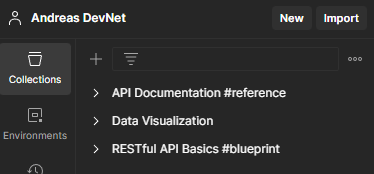 Andreas DevNet
New
Import
Collections
API Documentation #reference
Data Visualization
Environments
RESTful API Basics #blueprint